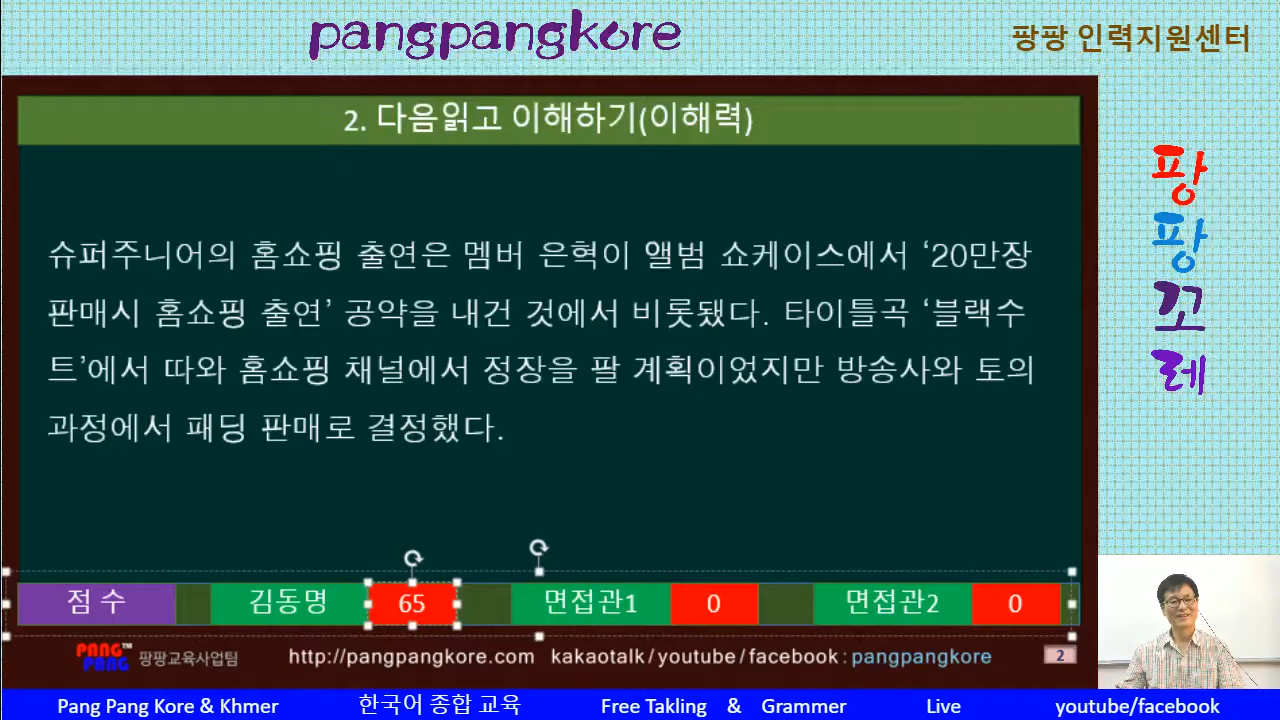 pangpangkore
팡팡 인력지원센터
2. 다음읽고 이해하기(이해력)
슈퍼주니어의 홈쇼핑 출연은 멤버 은혁이 앨범 쇼케이스에서 ‘20만장
판매시 홈쇼핑 출연’ 공약을 내건 것에서 비롯됐다. 타이틀곡 ‘블랙수
트’에서 따와 홈쇼핑 채널에서 정장을 팔 계획이었지만 방송사와 토의
과정에서 패딩 판매로 결정했다.
팡
팡
꼬
레
점 수 김동명 65 면접관1 0 면접관2 0
PANG™
PANG 팡팡교육사업팀 http://pangpangkore.com kakaotalk/youtube/facebook : pangpangkore 2
Pang Pang Kore & Khmer 한국어 종합 교육 Free Takling & Grammer Live youtube/facebook